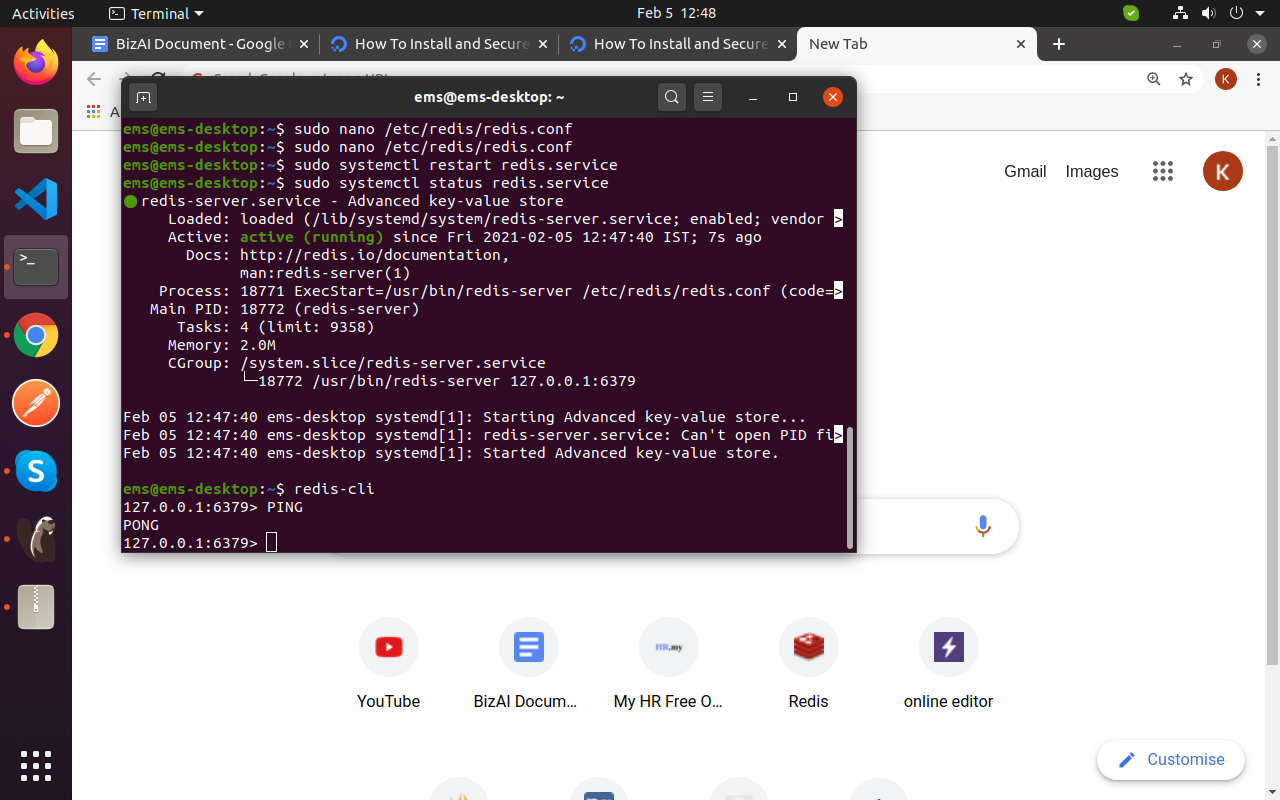 Activities
Terminal
Feb 5 12:48
BizAI Document - Google
How To Install and Secure
How To Install and Secure
New Tab
K
ems@ems-desktop: ~
ems@ems-desktop:~$ sudo nano /etc/redis/redis.conf
ems@ems-desktop:~$ sudo nano /etc/redis/redis.conf
ems@ems-desktop:~$ sudo systemctl restart redis.service
ems@ems-desktop:~$ sudo systemctl status redis.service
● redis-server.service - Advanced key-value store
Loaded: loaded (/lib/systemd/system/redis-server.service; enabled; vendor >
Active: active (running) since Fri 2021-02-05 12:47:40 IST; 7s ago
Docs: http://redis.io/documentation,
man:redis-server(1)
Process: 18771 ExecStart=/usr/bin/redis-server /etc/redis/redis.conf (code=>
Main PID: 18772 (redis-server)
Tasks: 4 (limit: 9358)
Memory: 2.0M
CGroup: /system.slice/redis-server.service
└─18772 /usr/bin/redis-server 127.0.0.1:6379
Feb 05 12:47:40 ems-desktop systemd[1]: Starting Advanced key-value store...
Feb 05 12:47:40 ems-desktop systemd[1]: redis-server.service: Can't open PID fi>
Feb 05 12:47:40 ems-desktop systemd[1]: Started Advanced key-value store.
ems@ems-desktop:~$ redis-cli
127.0.0.1:6379> PING
PONG
127.0.0.1:6379>
Gmail
Images
K
HR.my
YouTube
BizAI Docum...
My HR Free O...
Redis
online editor
Customise